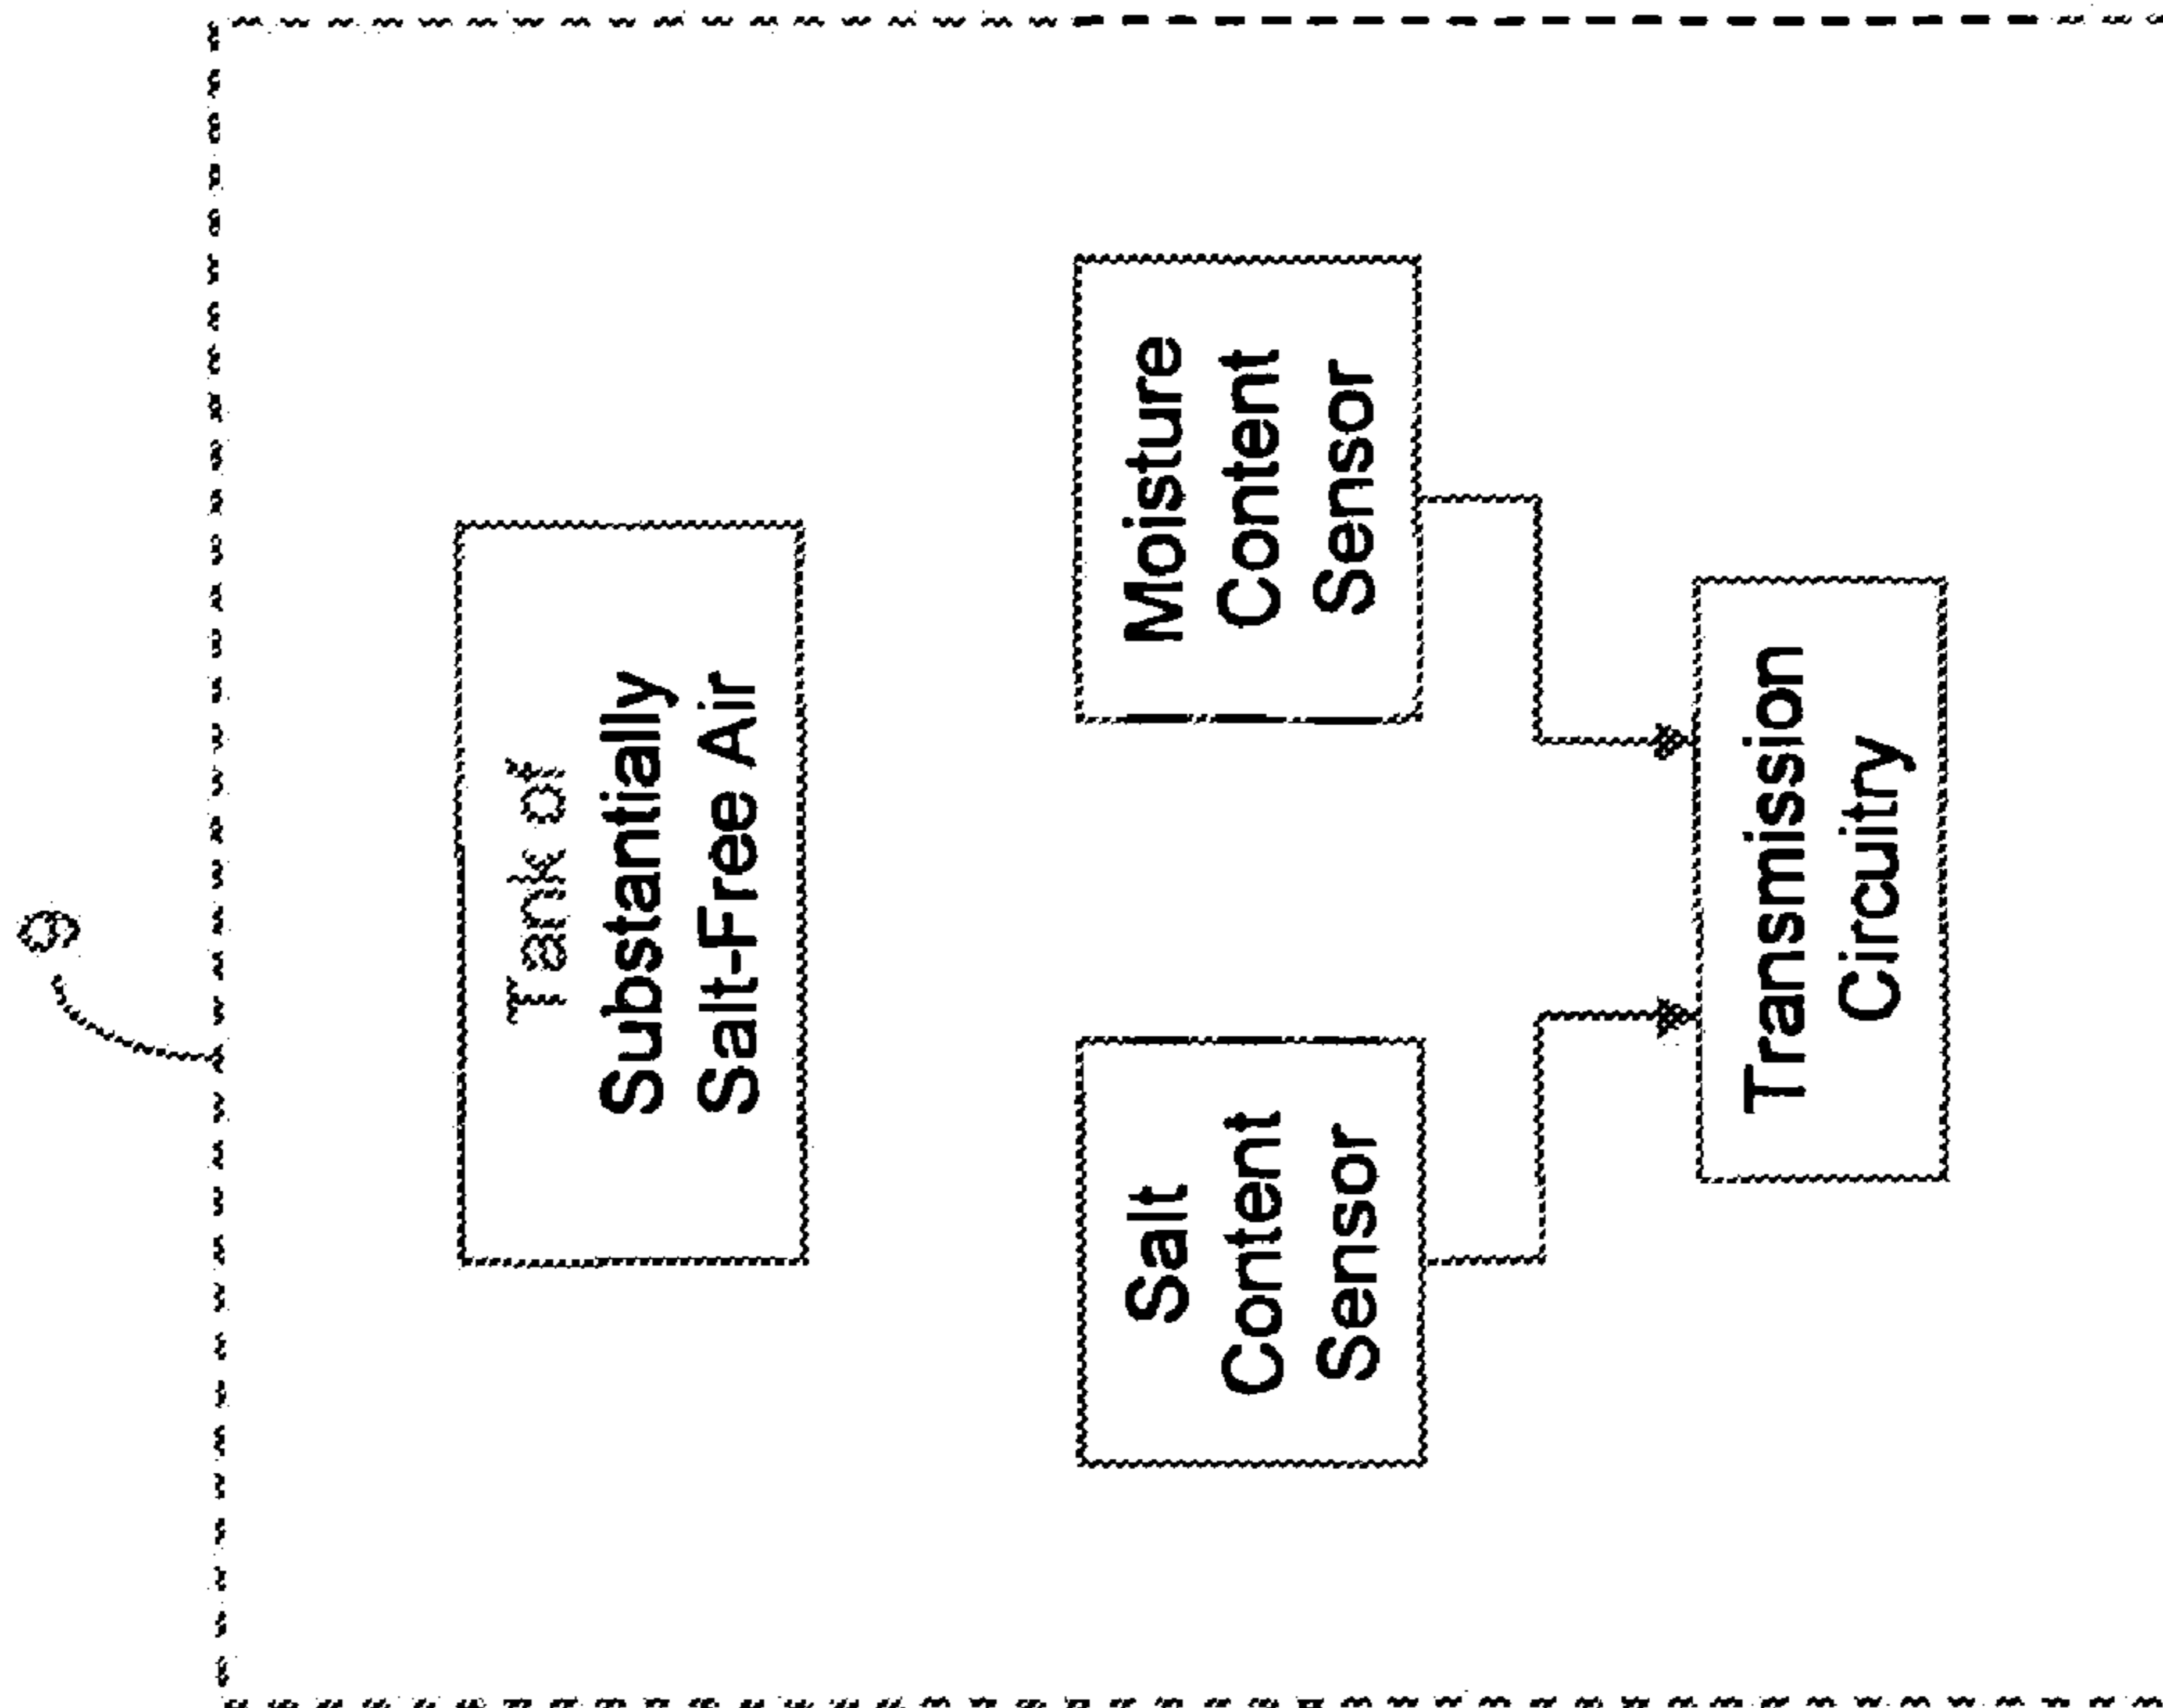 9
Tank of
Substantially
Salt-Free Air
Salt
Content
Sensor
Moisture
Content
Sensor
Transmission
Circuitry